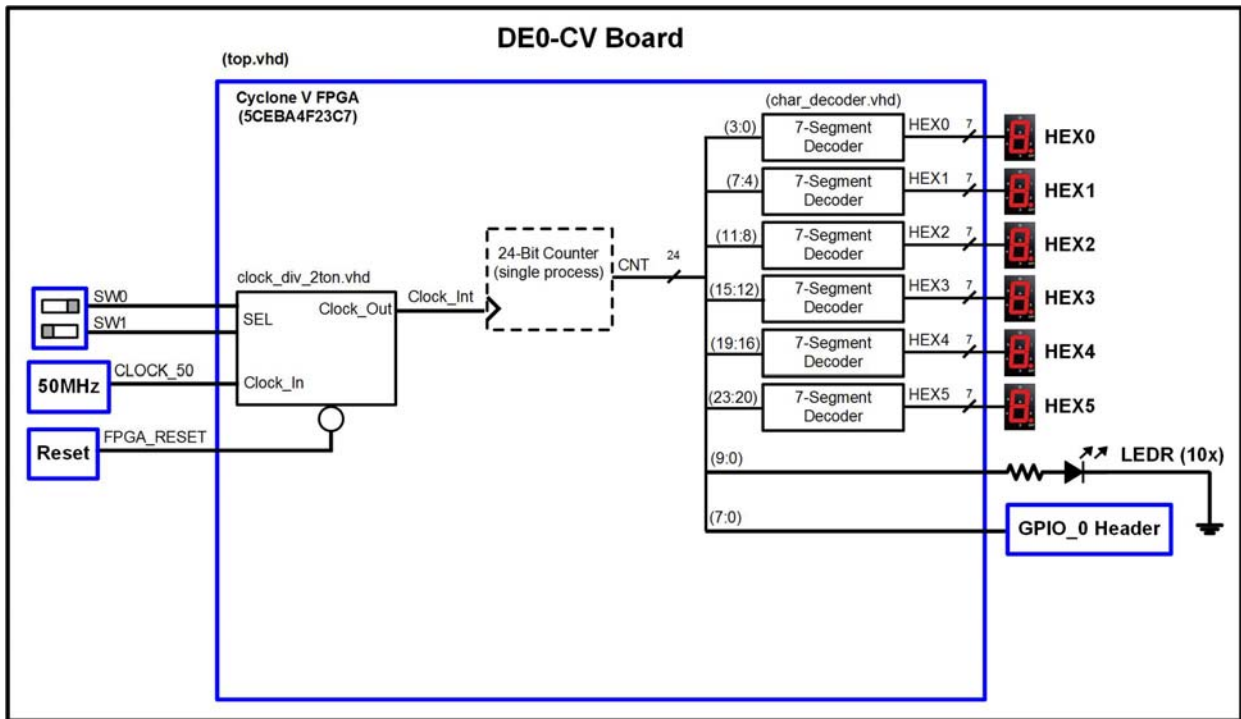 DE0-CV Board
(top.vhd)
Cyclone V FPGA
(5CEBA4F23C7)
(char_decoder.vhd)
(3:0)
7-Segment
Decoder
HEX0
7
HEX0
(7:4)
7-Segment
Decoder
HEX1
7
HEX1
(11:8)
7-Segment
Decoder
HEX2
7
HEX2
24-Bit Counter
(single process)
CNT
24
clock_div_2ton.vhd
SW0
SW1
SEL
Clock_Out
Clock_Int
(15:12)
7-Segment
Decoder
HEX3
7
HEX3
(19:16)
7-Segment
Decoder
HEX4
7
HEX4
50MHz
CLOCK_50
Clock_In
(23:20)
7-Segment
Decoder
HEX5
7
HEX5
Reset
FPGA_RESET
(9:0)
LEDR (10x)
(7:0)
GPIO_0 Header